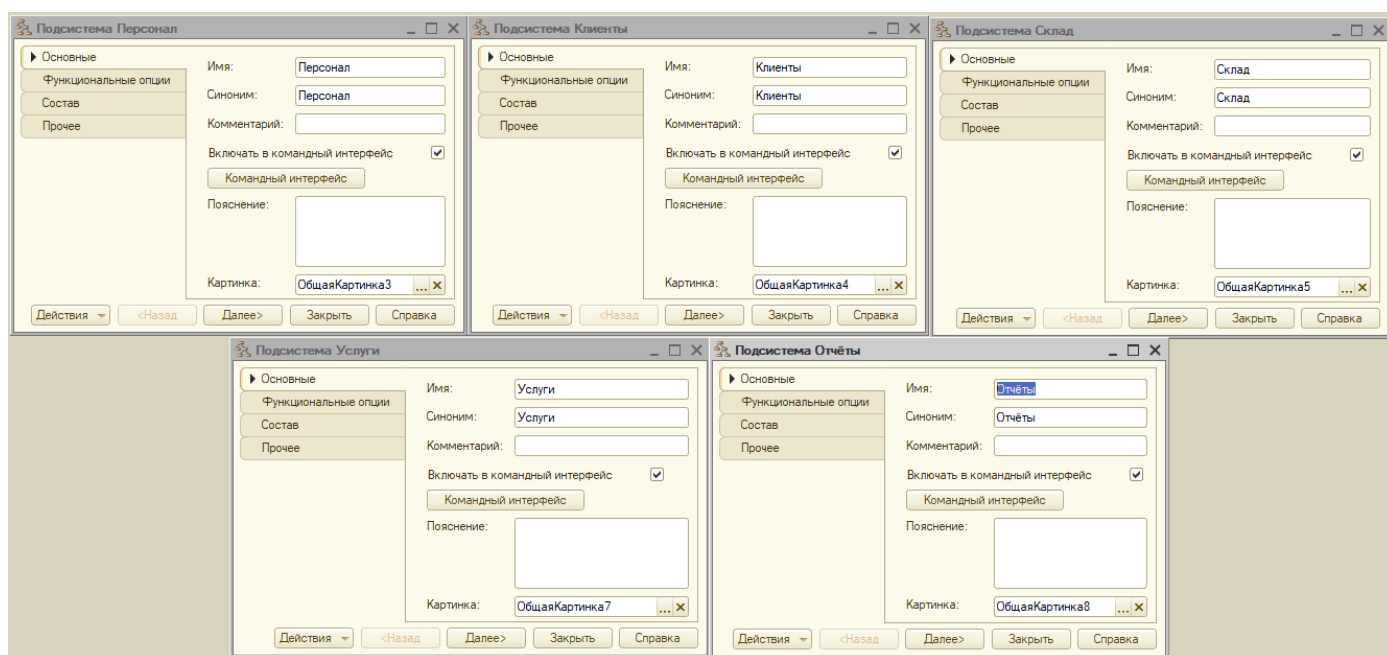 Подсистема Персонал
Основные
Функциональные опции
Состав
Прочее
Имя: Персонал
Синоним: Персонал
Комментарий:
Включать в командный интерфейс
Командный интерфейс
Пояснение:
Картинка: ОбщаяКартинка3 ...
Действия <Назад Далее> Закрыть Справка
Подсистема Клиенты
Основные
Функциональные опции
Состав
Прочее
Имя: Клиенты
Синоним: Клиенты
Комментарий:
Включать в командный интерфейс
Командный интерфейс
Пояснение:
Картинка: ОбщаяКартинка4 ...
Действия <Назад Далее> Закрыть Справка
Подсистема Склад
Основные
Функциональные опции
Состав
Прочее
Имя: Склад
Синоним: Склад
Комментарий:
Включать в командный интерфейс
Командный интерфейс
Пояснение:
Картинка: ОбщаяКартинка5 ...
Действия <Назад Далее> Закрыть Справка
Подсистема Услуги
Основные
Функциональные опции
Состав
Прочее
Имя: Услуги
Синоним: Услуги
Комментарий:
Включать в командный интерфейс
Командный интерфейс
Пояснение:
Картинка: ОбщаяКартинка7 ...
Действия <Назад Далее> Закрыть Справка
Подсистема Отчёты
Основные
Функциональные опции
Состав
Прочее
Имя: Отчёты
Синоним: Отчёты
Комментарий:
Включать в командный интерфейс
Командный интерфейс
Пояснение:
Картинка: ОбщаяКартинка8 ...
Действия <Назад Далее> Закрыть Справка